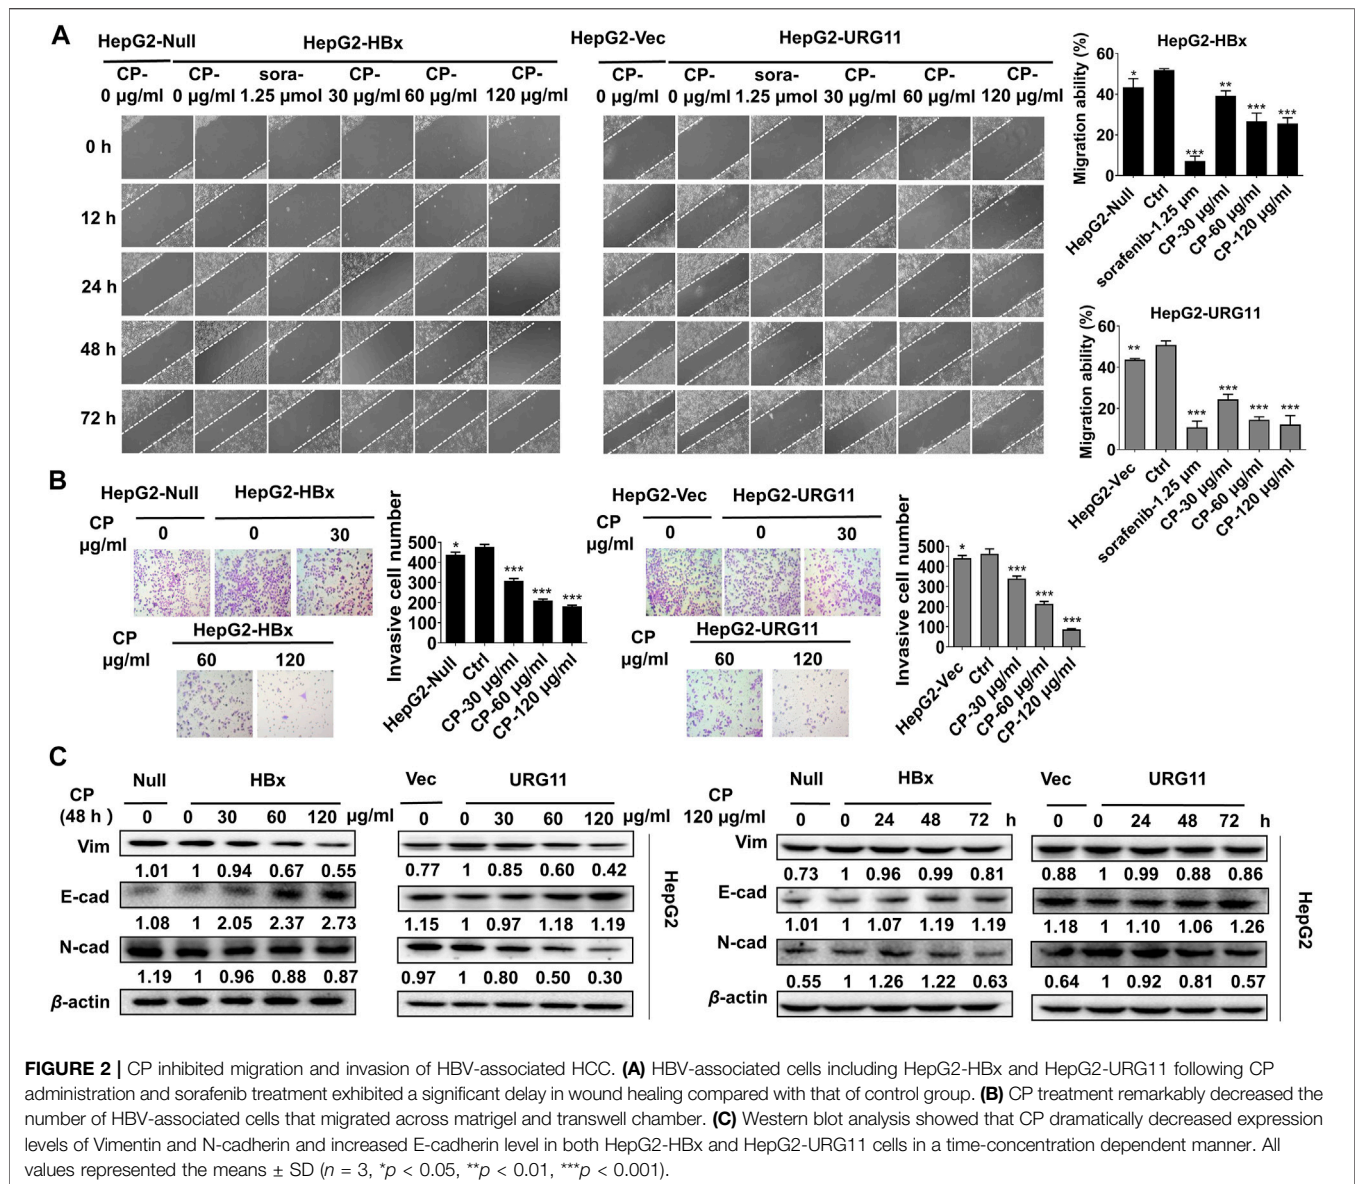 A
HepG2-Null HepG2-HBx
CP- CP- sora- CP- CP- CP-
0 µg/ml 0 µg/ml 1.25 µmol 30 µg/ml 60 µg/ml 120 µg/ml
HepG2-Vec HepG2-URG11
CP- CP- sora- CP- CP- CP-
0 µg/ml 0 µg/ml 1.25 µmol 30 µg/ml 60 µg/ml 120 µg/ml
0 h
12 h
24 h
48 h
72 h
HepG2-HBx
Migration ability (%)
60
40
20
0
* *** ** *** ***
HepG2-Null
Ctrl
sorafenib-1.25 µm
CP-30 µg/ml
CP-60 µg/ml
CP-120 µg/ml
HepG2-URG11
Migration ability (%)
60
40
20
0
** *** *** *** ***
HepG2-Vec
Ctrl
sorafenib-1.25 µm
CP-30 µg/ml
CP-60 µg/ml
CP-120 µg/ml
B
HepG2-Null HepG2-HBx
CP
µg/ml
0 0 30
HepG2-HBx
CP
µg/ml
60 120
Invasive cell number
500
400
300
200
100
0
* *** *** ***
HepG2-Null
Ctrl
CP-30 µg/ml
CP-60 µg/ml
CP-120 µg/ml
HepG2-Vec HepG2-URG11
CP
µg/ml
0 0 30
HepG2-URG11
CP
µg/ml
60 120
Invasive cell number
500
400
300
200
100
0
* *** *** ***
HepG2-Vec
Ctrl
CP-30 µg/ml
CP-60 µg/ml
CP-120 µg/ml
C
Null HBx Vec URG11
CP
(48 h )
0 0 30 60 120 µg/ml 0 0 30 60 120 µg/ml
Vim
1.01 1 0.94 0.67 0.55 0.77 1 0.85 0.60 0.42
E-cad
1.08 1 2.05 2.37 2.73 1.15 1 0.97 1.18 1.19
N-cad
1.19 1 0.96 0.88 0.87 0.97 1 0.80 0.50 0.30
β-actin
HepG2
Null HBx Vec URG11
CP
120 µg/ml
0 0 24 48 72 0 0 24 48 72 h
Vim
0.73 1 0.96 0.99 0.81 0.88 1 0.99 0.88 0.86
E-cad
1.01 1 1.07 1.19 1.19 1.18 1 1.10 1.06 1.26
N-cad
0.55 1 1.26 1.22 0.63 0.64 1 0.92 0.81 0.57
β-actin
HepG2
FIGURE 2 | CP inhibited migration and invasion of HBV-associated HCC. (A) HBV-associated cells including HepG2-HBx and HepG2-URG11 following CP
administration and sorafenib treatment exhibited a significant delay in wound healing compared with that of control group. (B) CP treatment remarkably decreased the
number of HBV-associated cells that migrated across matrigel and transwell chamber. (C) Western blot analysis showed that CP dramatically decreased expression
levels of Vimentin and N-cadherin and increased E-cadherin level in both HepG2-HBx and HepG2-URG11 cells in a time-concentration dependent manner. All
values represented the means ± SD (n = 3, *p < 0.05, **p < 0.01, ***p < 0.001).